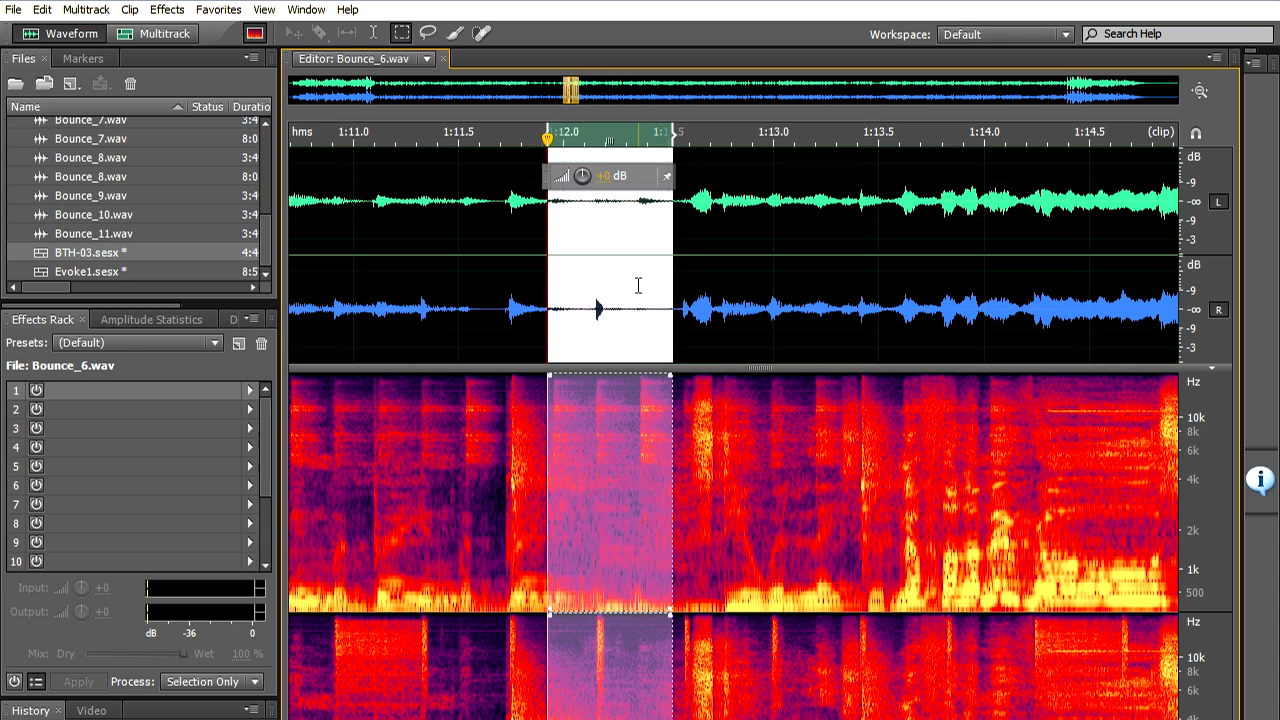 File Edit Multitrack Clip Effects Favorites View Window Help
Waveform Multitrack Workspace: Default Search Help
Files Markers Editor: Bounce_6.wav
Name Status Duratio
Bounce_7.wav 3:4
Bounce_7.wav 8:0
Bounce_8.wav 3:4
Bounce_8.wav 8:0
Bounce_9.wav 3:4
Bounce_10.wav 3:4
Bounce_11.wav 3:4
BTH-03.sesx * 4:4
Evoke1.sesx * 8:5
hms 1:11.0 1:11.5 1:12.0 1:13.0 1:13.5 1:14.0 1:14.5 (clip)
+0 dB
dB
-9
-∞ L
-9
-3
dB
-9
-∞ R
-9
-3
Effects Rack Amplitude Statistics D
Presets: (Default)
File: Bounce_6.wav
1
2
3
4
5
6
7
8
9
10
Input: +0
Output: +0
dB -36 0
Mix: Dry Wet 100 %
Apply Process: Selection Only
History Video
Hz
10k
8k
6k
4k
2k
1k
500
Hz
10k
8k
6k
4k